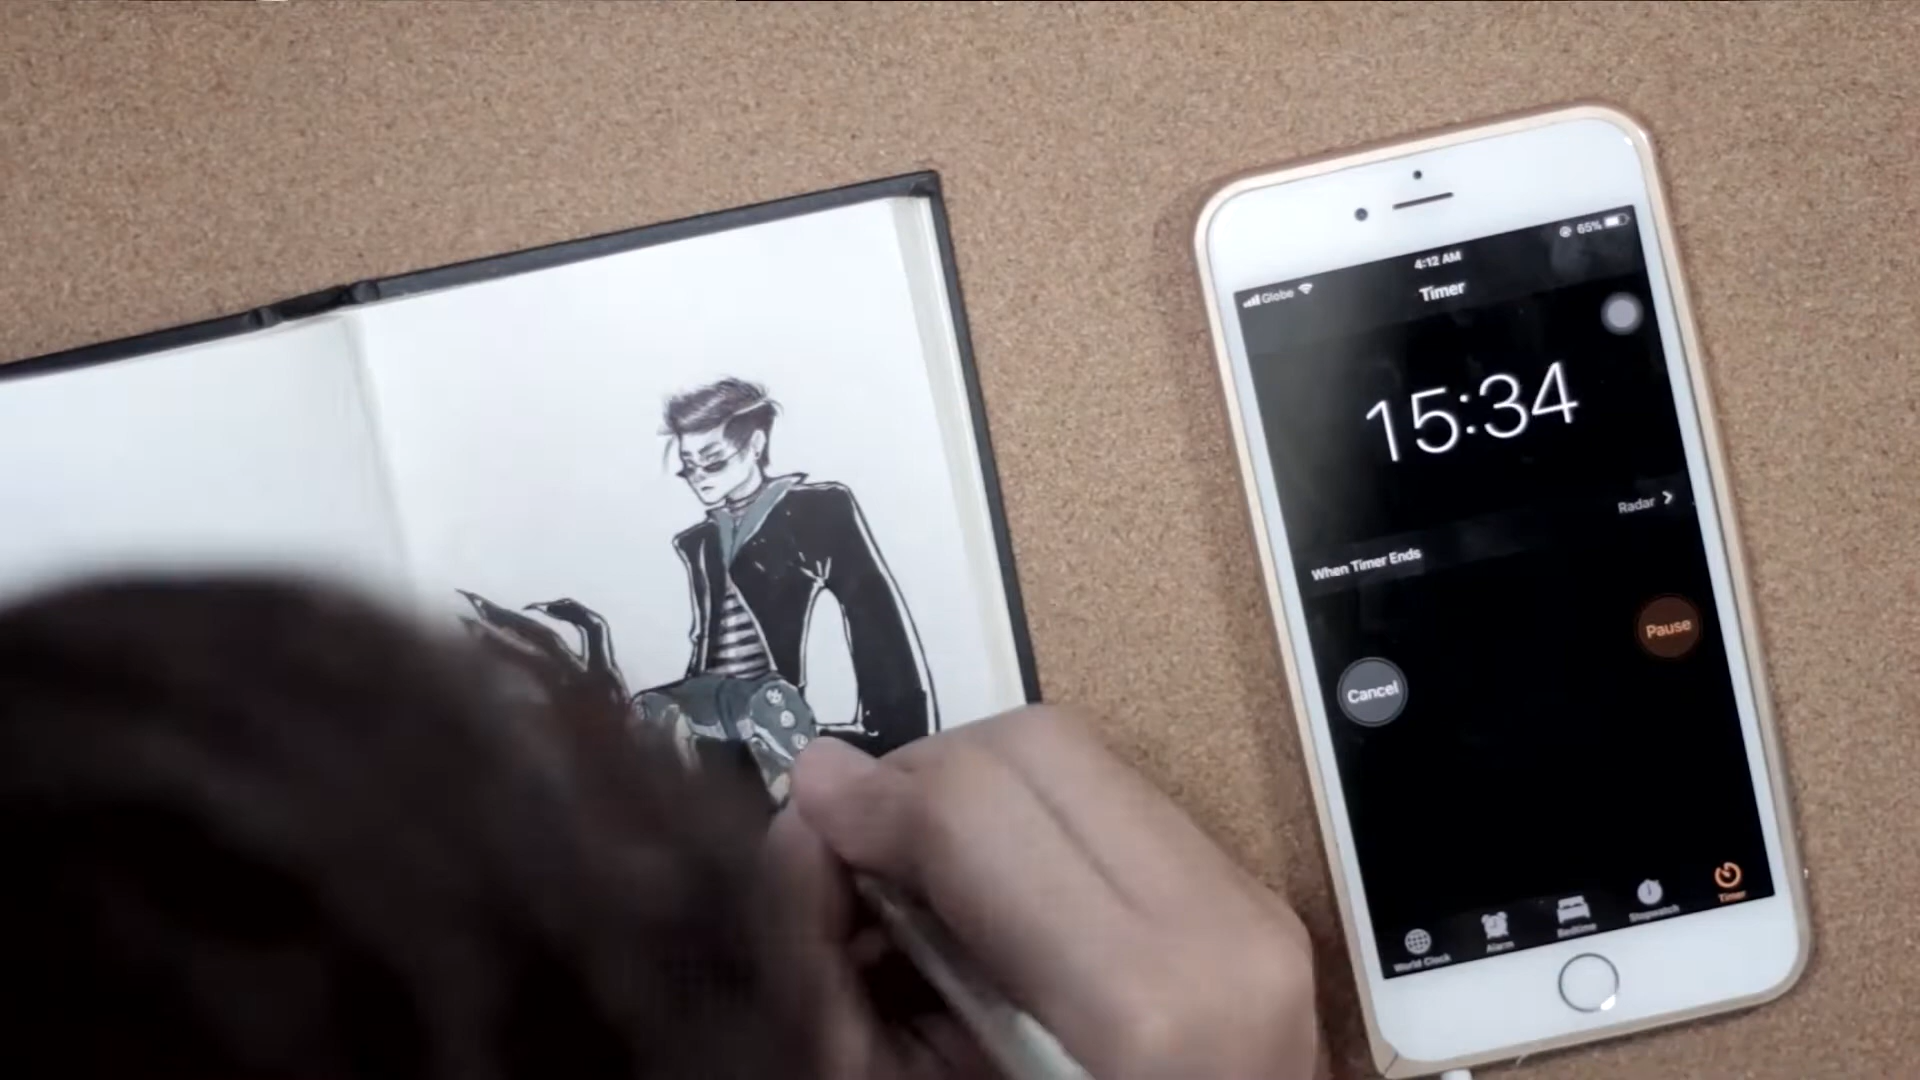 Globe
4:12 AM
65%
Timer
15:34
Radar
When Timer Ends
Cancel
Pause
World Clock
Alarm
Bedtime
Stopwatch
Timer